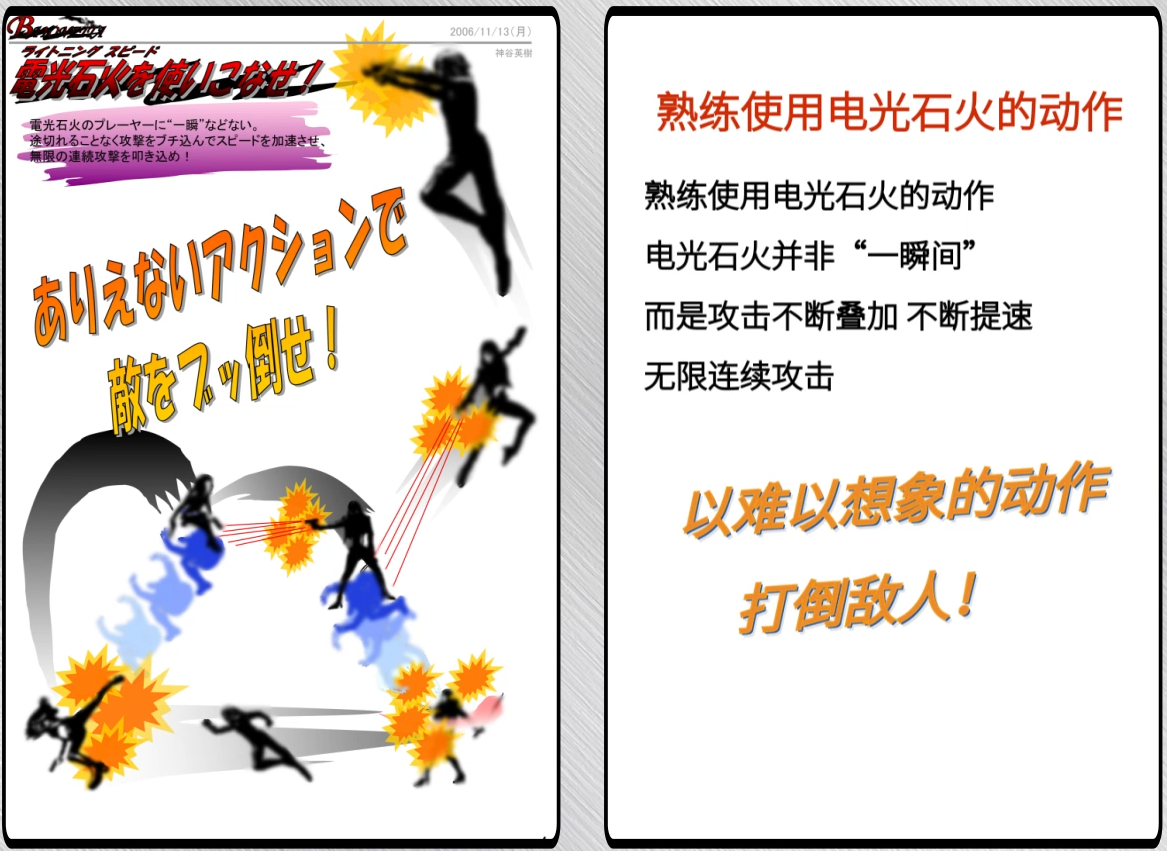 Bayonetta
2006/11/13(月)
神谷英樹
ライトニング スピード
電光石火を使いこなせ!
電光石火のプレーヤーに“一瞬”などない。
途切れることなく攻撃をブチ込んでスピードを加速させ、
無限の連続攻撃を叩き込め!
ありえないアクションで
敵をブッ倒せ!
熟练使用电光石火的动作
熟练使用电光石火的动作
电光石火并非“一瞬间”
而是攻击不断叠加 不断提速
无限连续攻击
以难以想象的动作
打倒敌人!